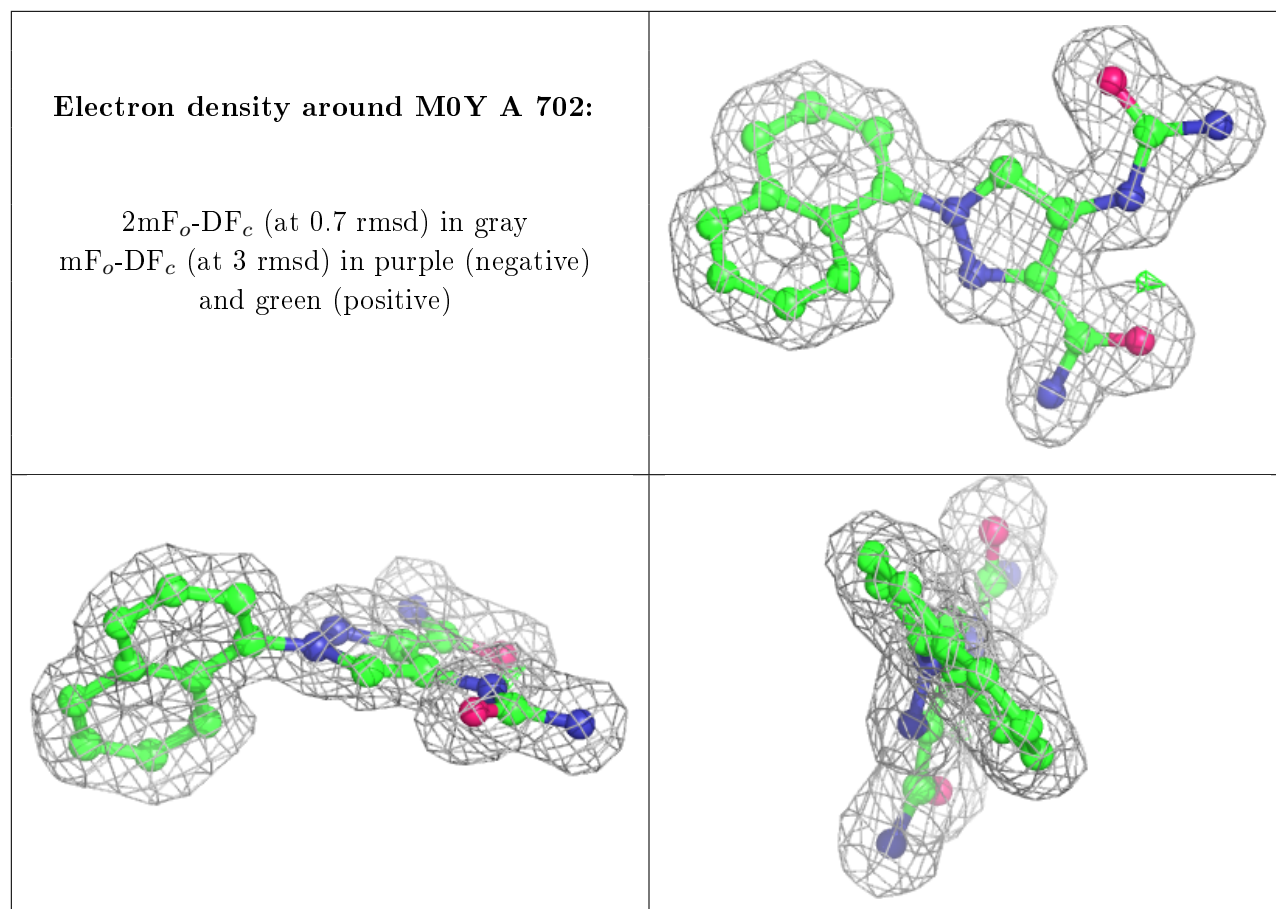 Electron density around M0Y A 702:
2mFo-DFc (at 0.7 rmsd) in gray
mFo-DFc (at 3 rmsd) in purple (negative)
and green (positive)